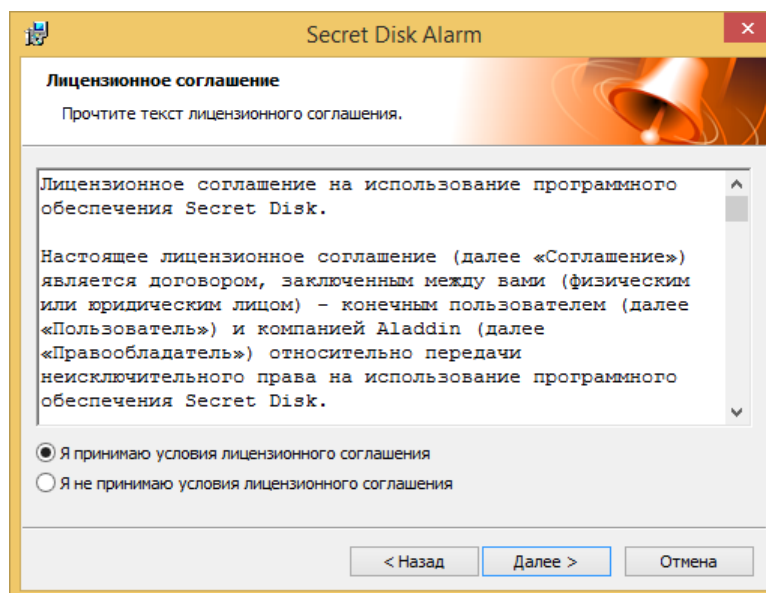 Secret Disk Alarm
Лицензионное соглашение
Прочтите текст лицензионного соглашения.
Лицензионное соглашение на использование программного
обеспечения Secret Disk.
Настоящее лицензионное соглашение (далее «Соглашение»)
является договором, заключенным между вами (физическим
или юридическим лицом) – конечным пользователем (далее
«Пользователь») и компанией Aladdin (далее
«Правообладатель») относительно передачи
неисключительного права на использование программного
обеспечения Secret Disk.
Я принимаю условия лицензионного соглашения
Я не принимаю условия лицензионного соглашения
< Назад Далее > Отмена